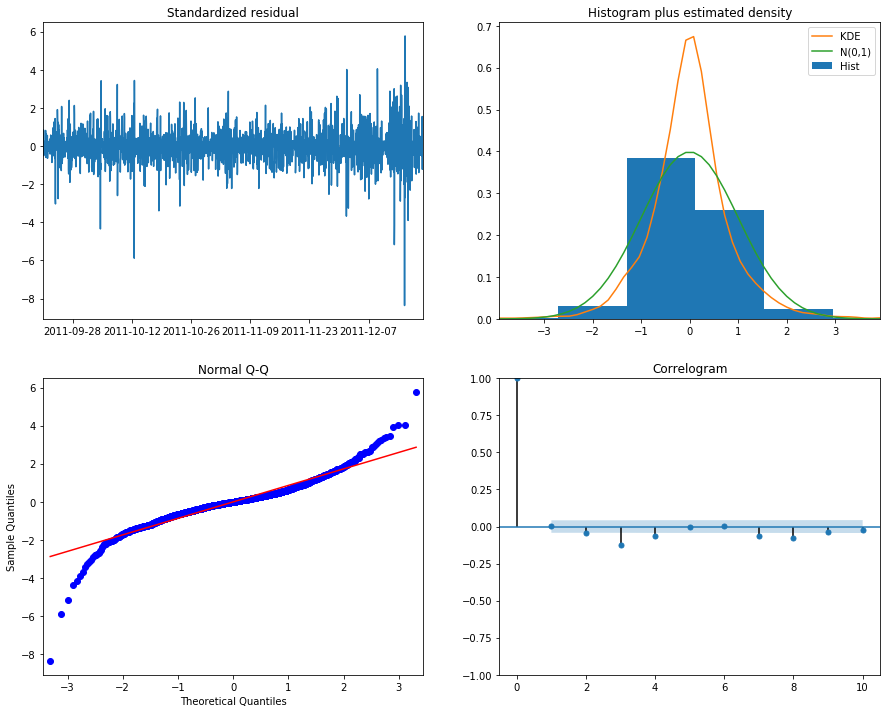 Standardized residual
6
4
2
0
−2
−4
−6
−8
2011-09-28 2011-10-12 2011-10-26 2011-11-09 2011-11-23 2011-12-07
Histogram plus estimated density
0.7
0.6
0.5
0.4
0.3
0.2
0.1
0.0
KDE
N(0,1)
Hist
−3 −2 −1 0 1 2 3
Normal Q-Q
6
4
2
0
−2
−4
−6
−8
Sample Quantiles
−3 −2 −1 0 1 2 3
Theoretical Quantiles
Correlogram
1.00
0.75
0.50
0.25
0.00
−0.25
−0.50
−0.75
−1.00
0 2 4 6 8 10